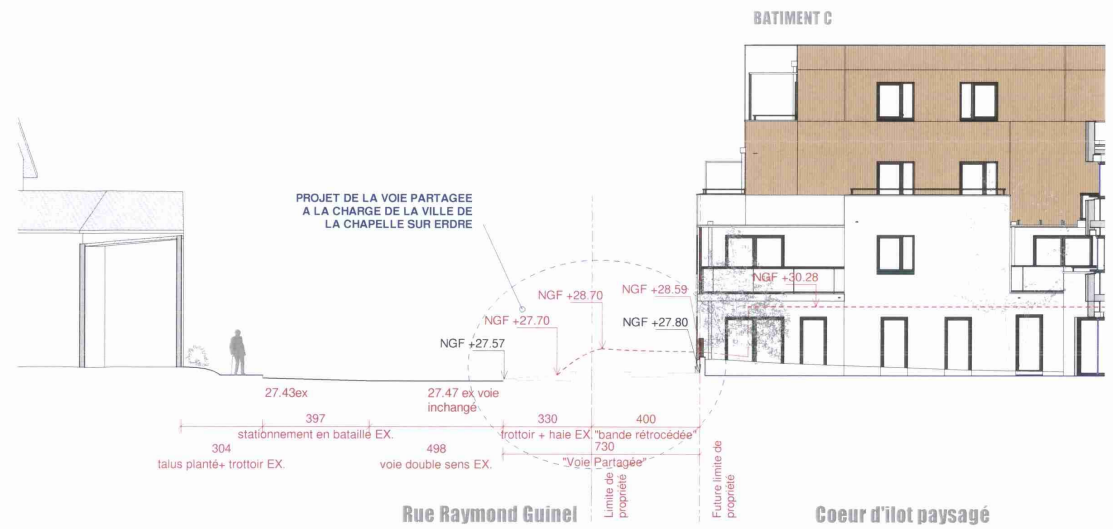 BATIMENT C
PROJET DE LA VOIE PARTAGEE
A LA CHARGE DE LA VILLE DE
LA CHAPELLE SUR ERDRE
NGF +30.28
NGF +28.70
NGF +28.59
NGF +27.70
NGF +27.80
NGF +27.57
27.43ex
27.47 ex voie
inchangé
397
stationnement en bataille EX.
330
trottoir + haie EX.
400
"bande rétrocédée"
304
talus planté+ trottoir EX.
498
voie double sens EX.
730
"Voie Partagée"
Limite de
propriété
Future limite de
propriété
Rue Raymond Guinel
Coeur d'ilot paysagé